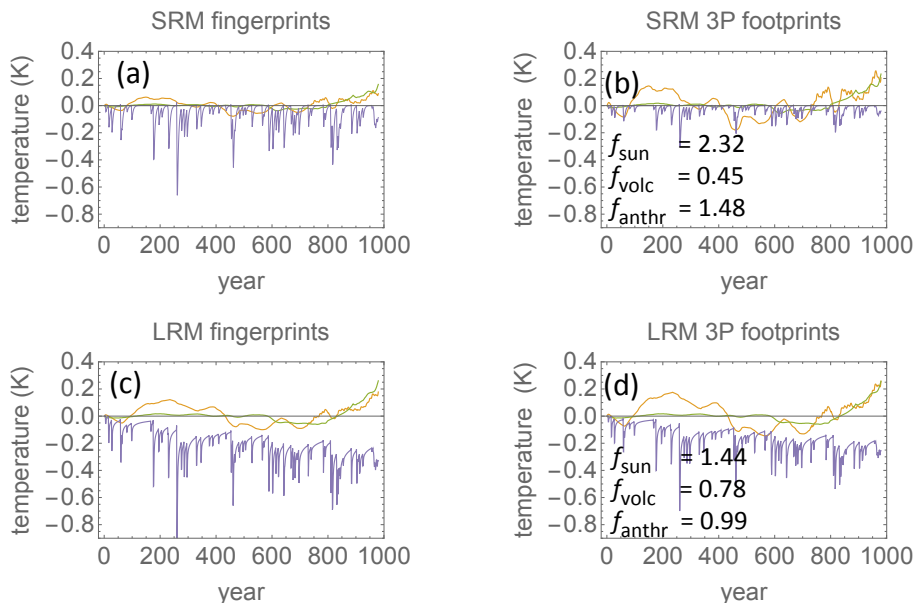 SRM fingerprints
(a)
temperature (K)
0.4
0.2
0.0
−0.2
−0.4
−0.6
−0.8
0 200 400 600 800 1000
year
SRM 3P footprints
(b)
temperature (K)
0.4
0.2
0.0
−0.2
−0.4
−0.6
−0.8
fsun = 2.32
fvolc = 0.45
fanthr = 1.48
0 200 400 600 800 1000
year
LRM fingerprints
(c)
temperature (K)
0.4
0.2
0.0
−0.2
−0.4
−0.6
−0.8
0 200 400 600 800 1000
year
LRM 3P footprints
(d)
temperature (K)
0.4
0.2
0.0
−0.2
−0.4
−0.6
−0.8
fsun = 1.44
fvolc = 0.78
fanthr = 0.99
0 200 400 600 800 1000
year